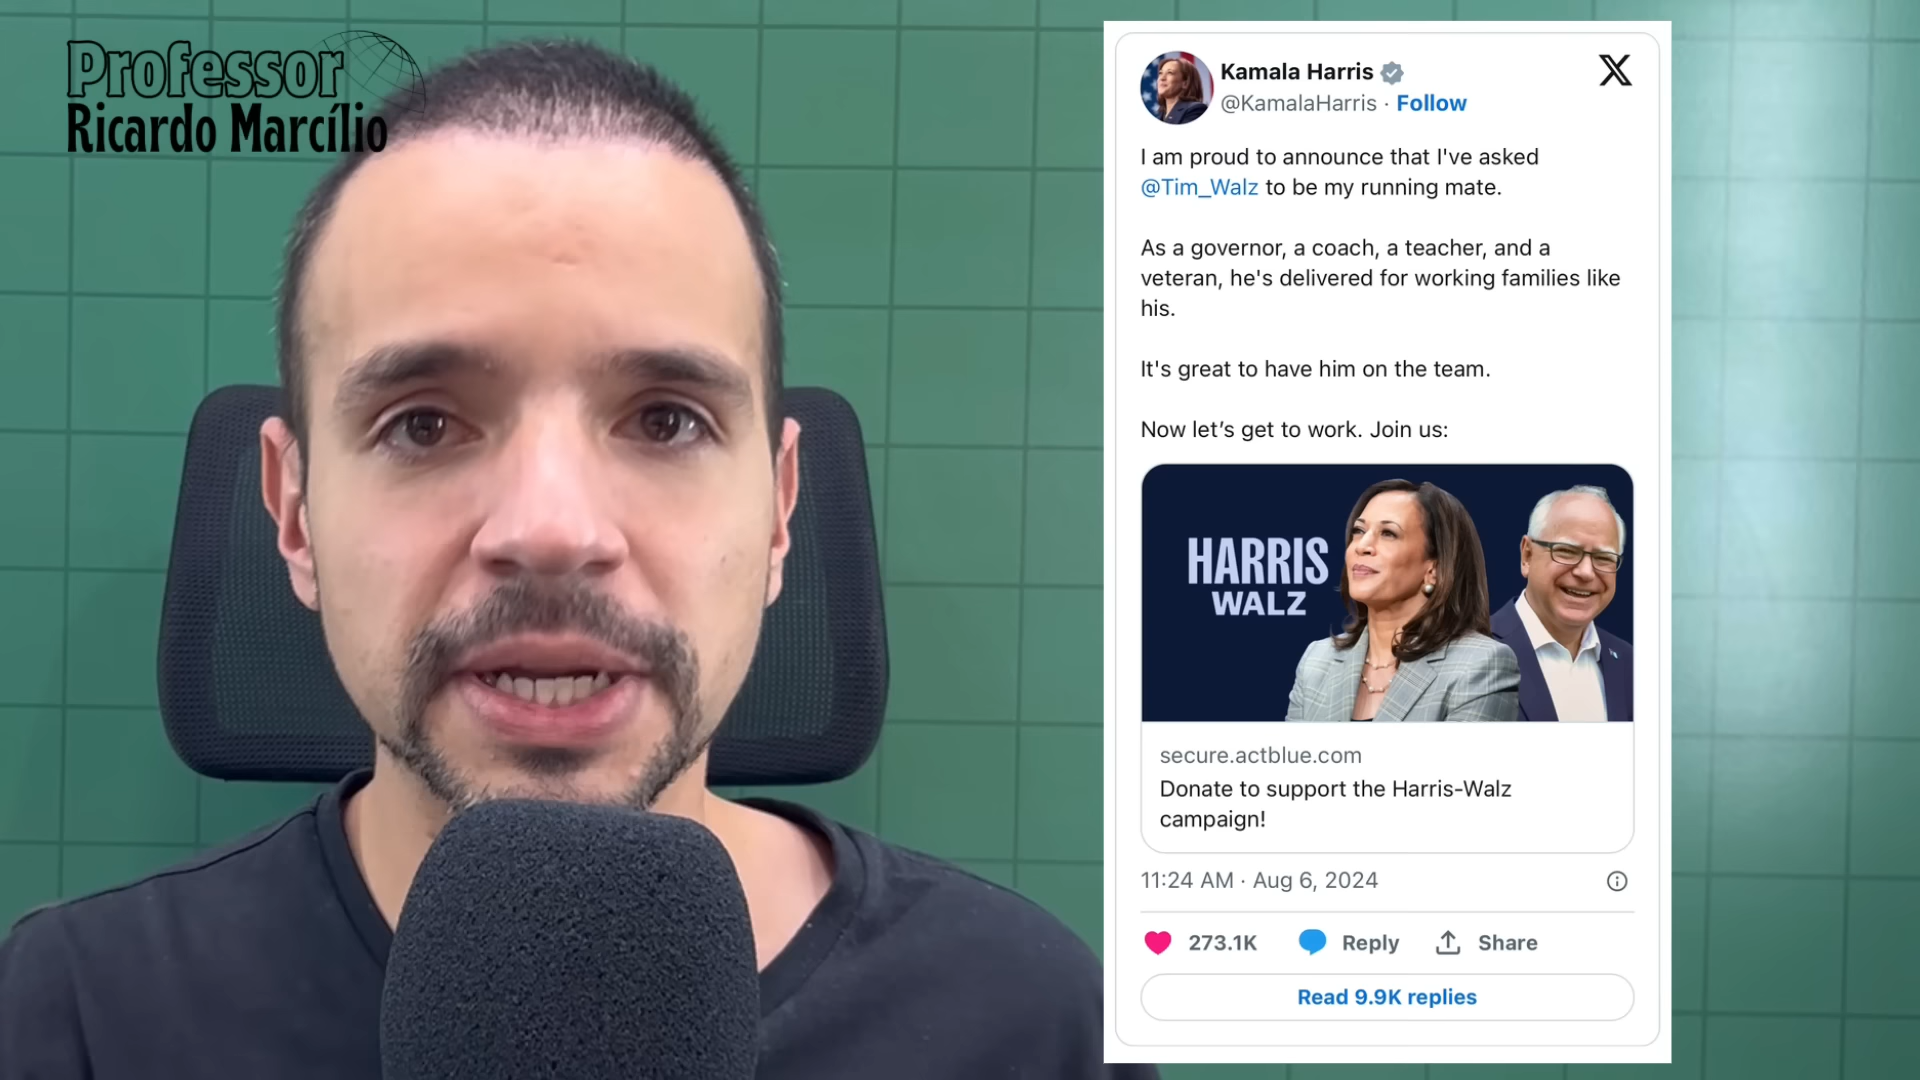 Professor
Ricardo Marcílio
Kamala Harris
@KamalaHarris · Follow
I am proud to announce that I've asked
@Tim_Walz to be my running mate.
As a governor, a coach, a teacher, and a
veteran, he's delivered for working families like
his.
It's great to have him on the team.
Now let’s get to work. Join us:
HARRIS
WALZ
secure.actblue.com
Donate to support the Harris-Walz
campaign!
11:24 AM · Aug 6, 2024
273.1K Reply Share
Read 9.9K replies